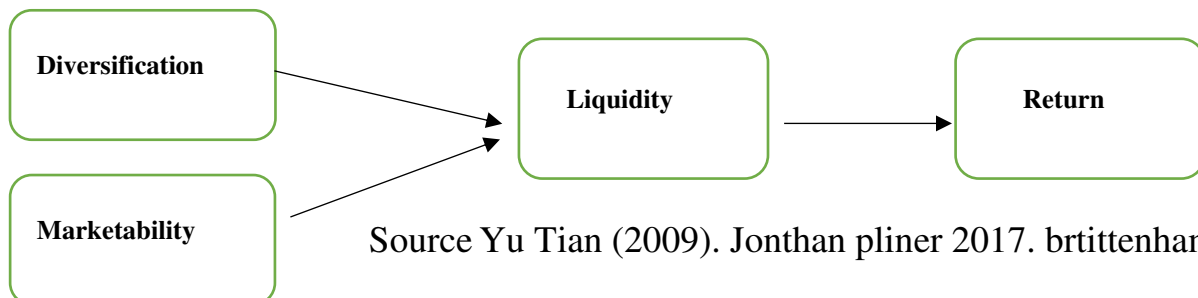 Diversification
Liquidity
Return
Marketability
Source Yu Tian (2009). Jonthan pliner 2017.